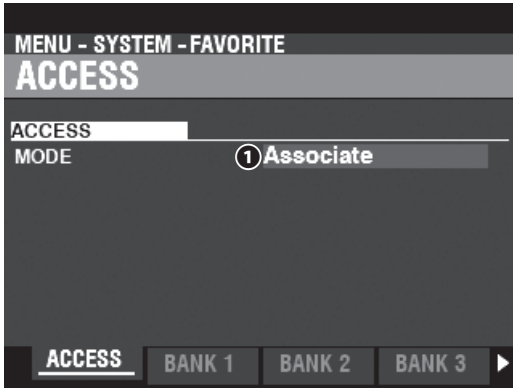 MENU - SYSTEM - FAVORITE
ACCESS
ACCESS
MODE 1 Associate
ACCESS BANK 1 BANK 2 BANK 3